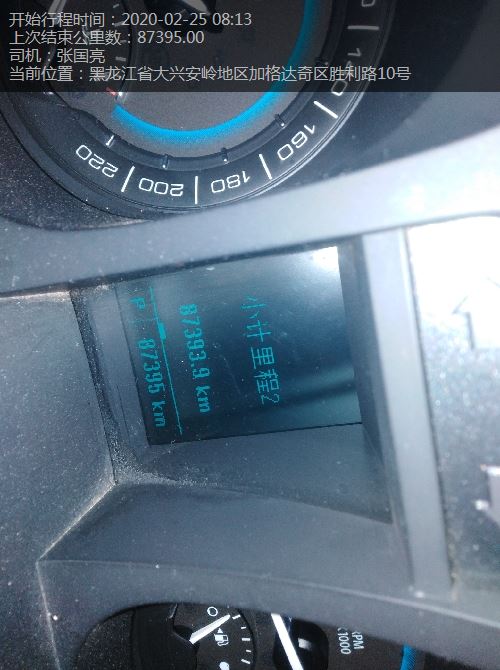 开始行程时间：2020-02-25 08:13
上次结束公里数：87395.00
司机：张国亮
当前位置：黑龙江省大兴安岭地区加格达奇区胜利路10号
160
180
200
220
小计里程2
87393.9 km
P 87395 km
RPM
X1000